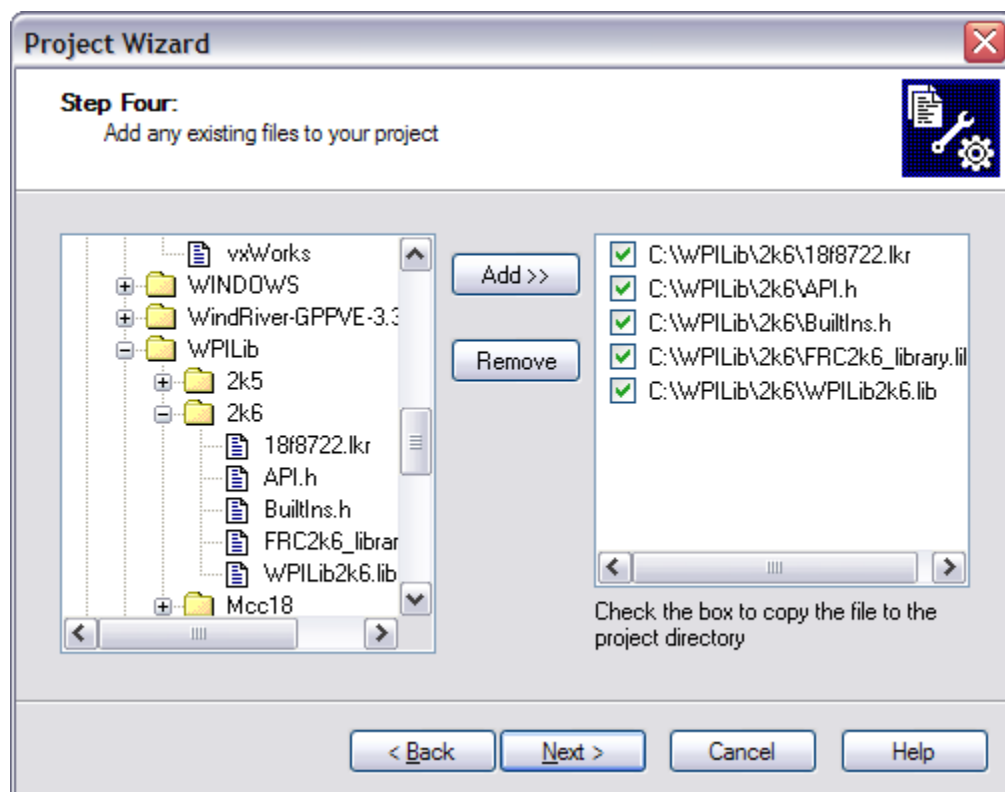 Project Wizard
Step Four:
Add any existing files to your project
vxWorks
WINDOWS
WindRiver-GPPVE-3.3
WPILib
2k5
2k6
18f8722.lkr
API.h
BuiltIns.h
FRC2k6_librar
WPILib2k6.lib
Mcc18
Add >>
Remove
C:\WPILib\2k6\18f8722.lkr
C:\WPILib\2k6\API.h
C:\WPILib\2k6\BuiltIns.h
C:\WPILib\2k6\FRC2k6_library.lil
C:\WPILib\2k6\WPILib2k6.lib
Check the box to copy the file to the
project directory
< Back
Next >
Cancel
Help